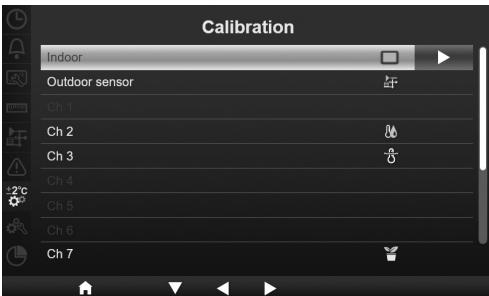 Calibration
Indoor
Outdoor sensor
Ch 1
Ch 2
Ch 3
Ch 4
±2°C
Ch 5
Ch 6
Ch 7